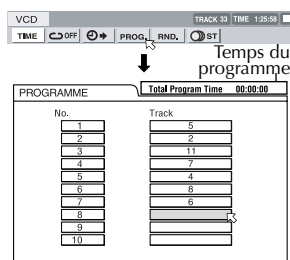 VCD
TRACK 33 TIME 1:25:58
TIME OFF PROG. RND. ST
Temps du
programme
PROGRAMME
Total Program Time 00:00:00
No. Track
1 5
2 2
3 11
4 7
5 4
6 8
7 6
8
9
10